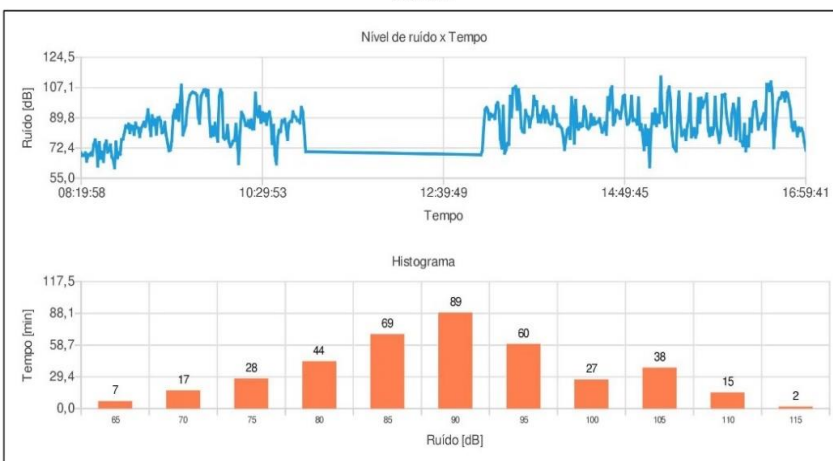 Nível de ruído x Tempo
124,5
107,1
89,8
72,4
55,0
Ruído [dB]
08:19:58 10:29:53 12:39:49 14:49:45 16:59:41
Tempo
Histograma
117,5
88,1
58,7
29,4
0,0
Tempo [min]
7 17 28 44 69 89 60 27 38 15 2
65 70 75 80 85 90 95 100 105 110 115
Ruído [dB]